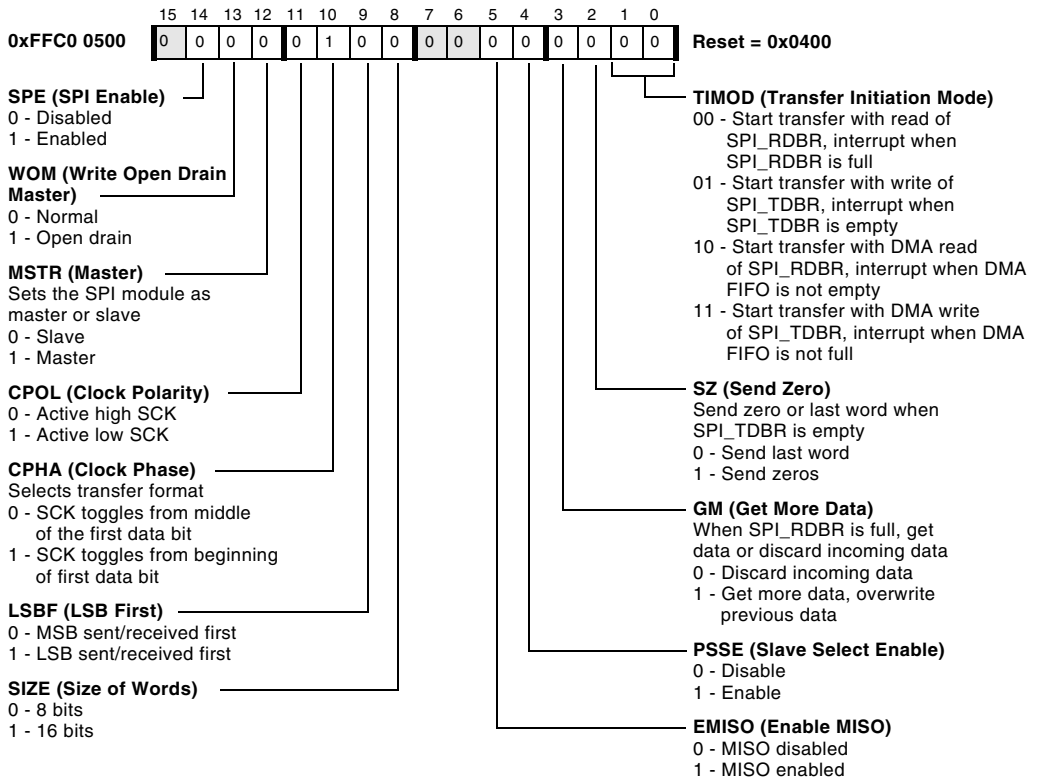 15 14 13 12 11 10 9 8 7 6 5 4 3 2 1 0
0xFFC0 0500 0 0 0 0 0 1 0 0 0 0 0 0 0 0 0 0 Reset = 0x0400
SPE (SPI Enable)
0 - Disabled
1 - Enabled
WOM (Write Open Drain
Master)
0 - Normal
1 - Open drain
MSTR (Master)
Sets the SPI module as
master or slave
0 - Slave
1 - Master
CPOL (Clock Polarity)
0 - Active high SCK
1 - Active low SCK
CPHA (Clock Phase)
Selects transfer format
0 - SCK toggles from middle
of the first data bit
1 - SCK toggles from beginning
of first data bit
LSBF (LSB First)
0 - MSB sent/received first
1 - LSB sent/received first
SIZE (Size of Words)
0 - 8 bits
1 - 16 bits
TIMOD (Transfer Initiation Mode)
00 - Start transfer with read of
SPI_RDBR, interrupt when
SPI_RDBR is full
01 - Start transfer with write of
SPI_TDBR, interrupt when
SPI_TDBR is empty
10 - Start transfer with DMA read
of SPI_RDBR, interrupt when DMA
FIFO is not empty
11 - Start transfer with DMA write
of SPI_TDBR, interrupt when DMA
FIFO is not full
SZ (Send Zero)
Send zero or last word when
SPI_TDBR is empty
0 - Send last word
1 - Send zeros
GM (Get More Data)
When SPI_RDBR is full, get
data or discard incoming data
0 - Discard incoming data
1 - Get more data, overwrite
previous data
PSSE (Slave Select Enable)
0 - Disable
1 - Enable
EMISO (Enable MISO)
0 - MISO disabled
1 - MISO enabled